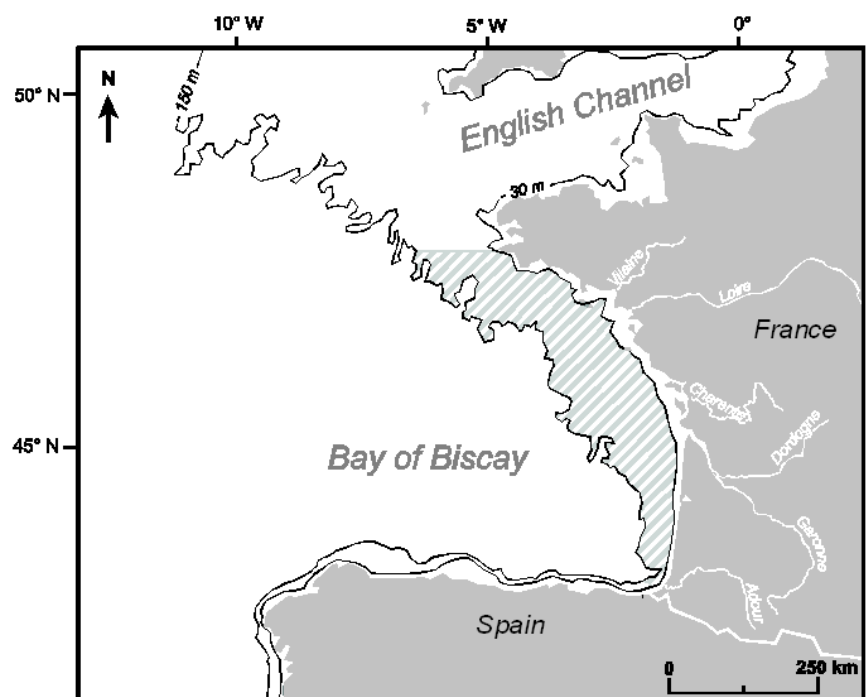 10° W
5° W
0°
50° N
N
150 m
English Channel
30 m
Vilaine
Loire
France
Charente
Dordogne
45° N
Bay of Biscay
Garonne
Adour
Spain
0
250 km